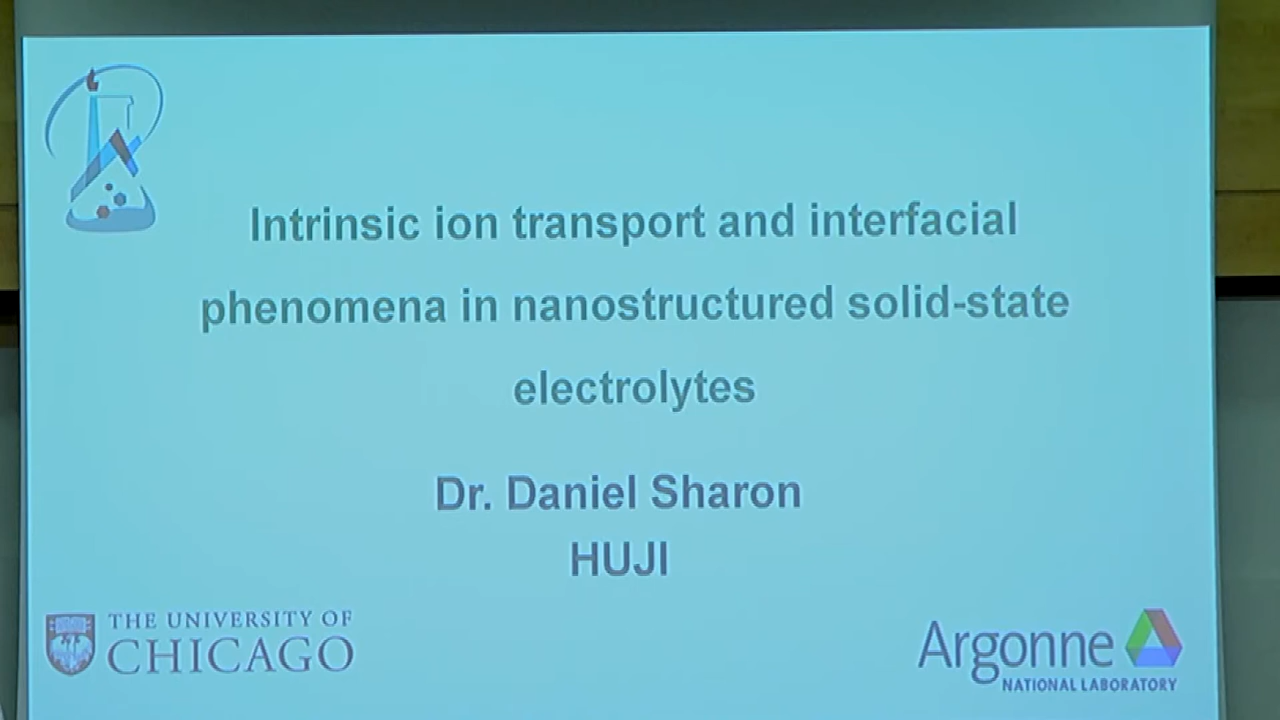 Intrinsic ion transport and interfacial
phenomena in nanostructured solid-state
electrolytes
Dr. Daniel Sharon
HUJI
THE UNIVERSITY OF
CHICAGO
Argonne
NATIONAL LABORATORY